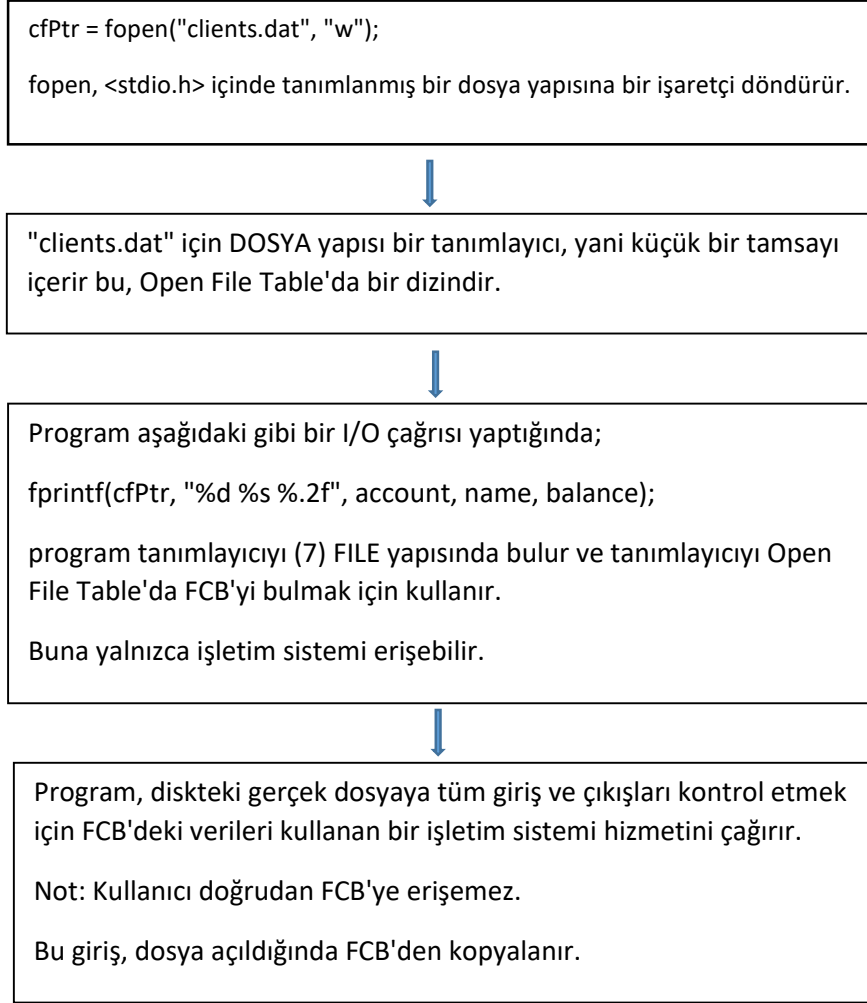 cfPtr = fopen("clients.dat", "w");
fopen, <stdio.h> içinde tanımlanmış bir dosya yapısına bir işaretçi döndürür.
"clients.dat" için DOSYA yapısı bir tanımlayıcı, yani küçük bir tamsayı
içerir bu, Open File Table'da bir dizindir.
Program aşağıdaki gibi bir I/O çağrısı yaptığında;
fprintf(cfPtr, "%d %s %.2f", account, name, balance);
program tanımlayıcıyı (7) FILE yapısında bulur ve tanımlayıcıyı Open
File Table'da FCB'yi bulmak için kullanır.
Buna yalnızca işletim sistemi erişebilir.
Program, diskteki gerçek dosyaya tüm giriş ve çıkışları kontrol etmek
için FCB'deki verileri kullanan bir işletim sistemi hizmetini çağırır.
Not: Kullanıcı doğrudan FCB'ye erişemez.
Bu giriş, dosya açıldığında FCB'den kopyalanır.